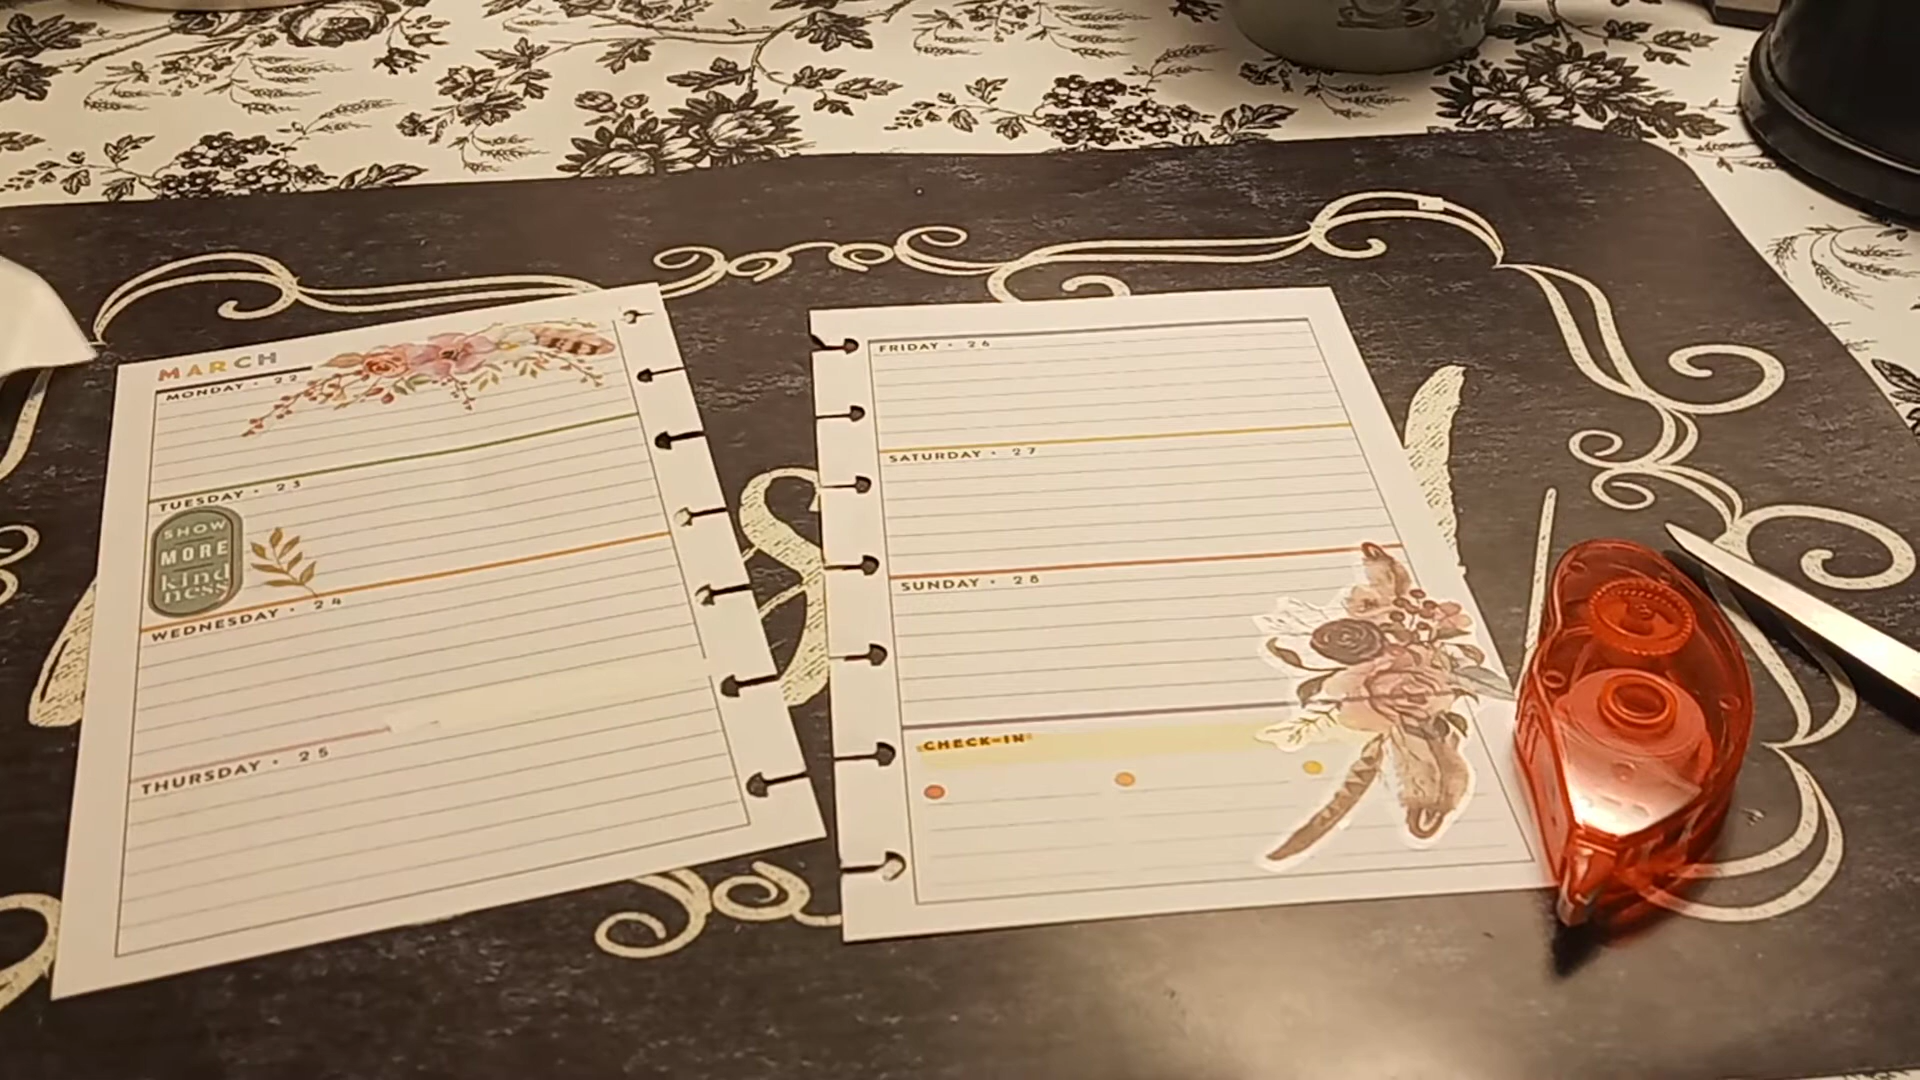 MARCH
MONDAY • 22
TUESDAY • 23
SHOW
MORE
kind
ness
WEDNESDAY • 24
THURSDAY • 25
FRIDAY • 26
SATURDAY • 27
SUNDAY • 28
CHECK-IN